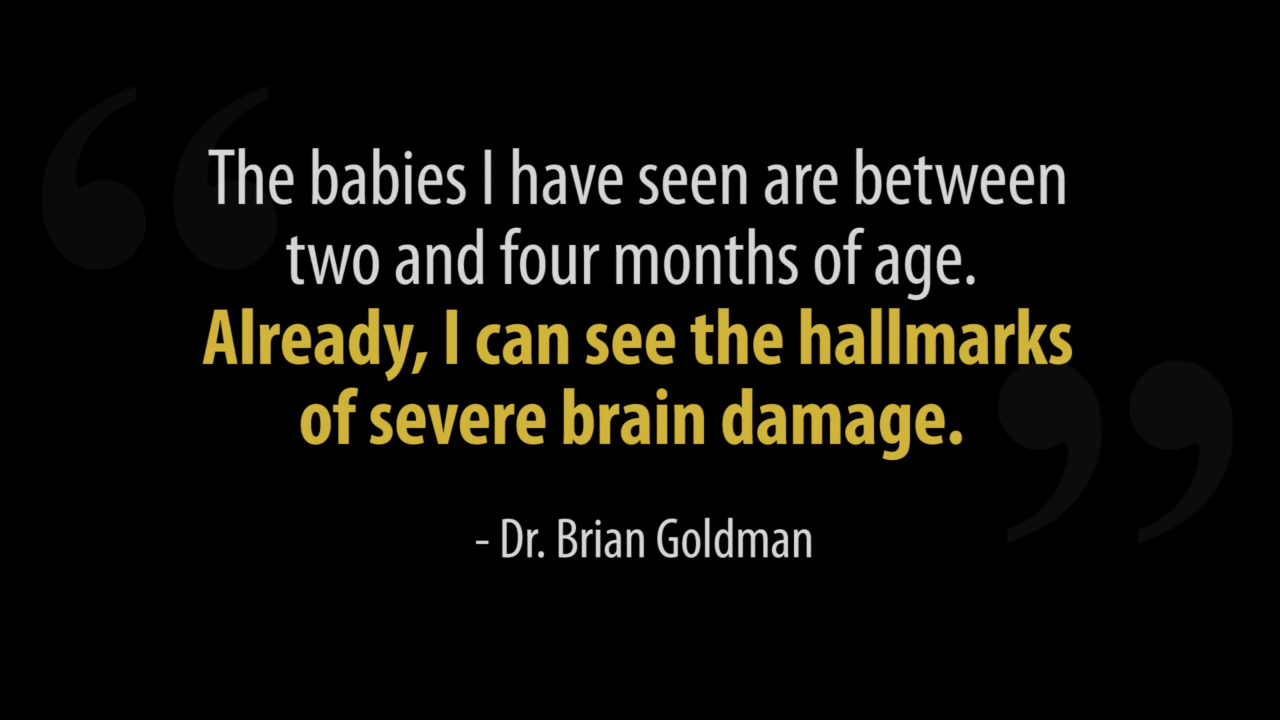 The babies I have seen are between
two and four months of age.
Already, I can see the hallmarks
of severe brain damage.
- Dr. Brian Goldman